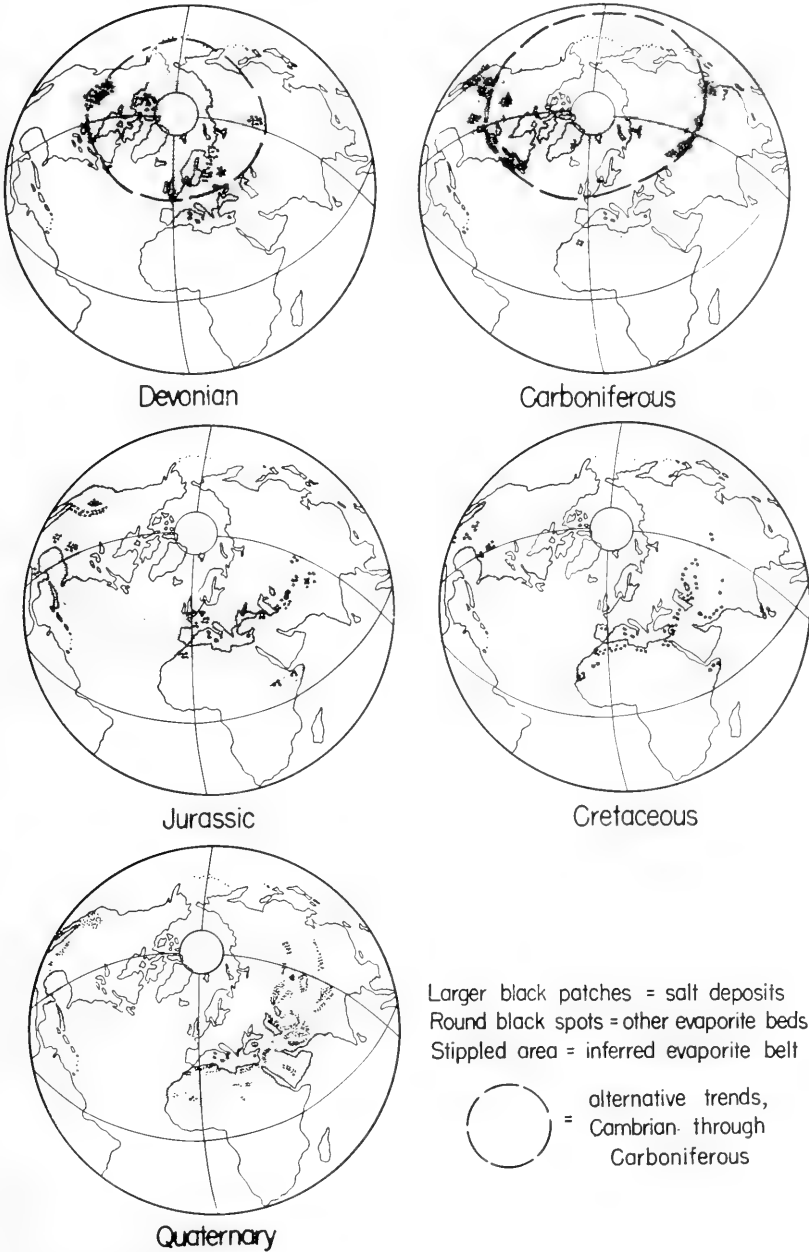 Devonian
Carboniferous
Jurassic
Cretaceous
Quaternary
Larger black patches = salt deposits
Round black spots = other evaporite beds
Stippled area = inferred evaporite belt
= alternative trends,
Cambrian through
Carboniferous